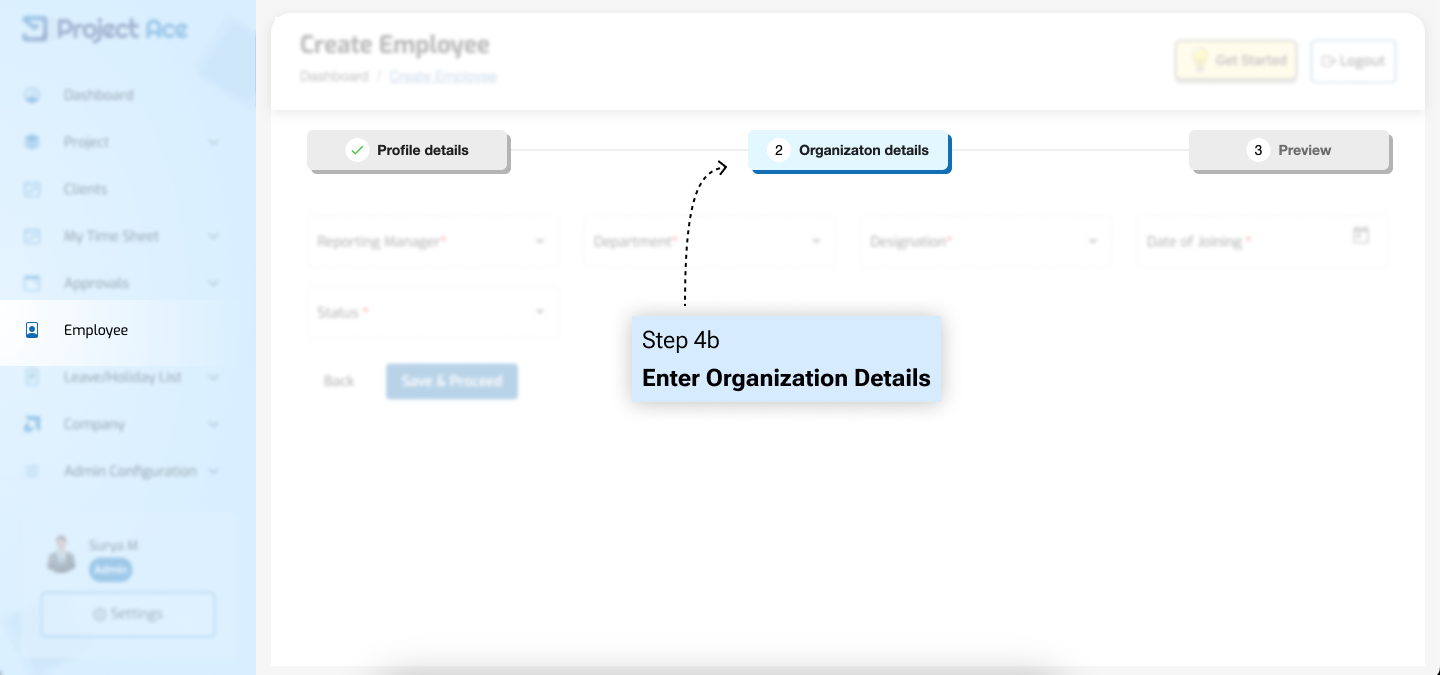 Project Ace
Dashboard
Project
Clients
My Time Sheet
Approvals
Employee
Leave/Holiday List
Company
Admin Configuration
Surya M
Admin
Settings
Create Employee
Dashboard / Create Employee
Get Started
Logout
Profile details
2 Organizaton details
3 Preview
Reporting Manager*
Department*
Designation*
Date of Joining *
Status *
Back
Save & Proceed
Step 4b
Enter Organization Details